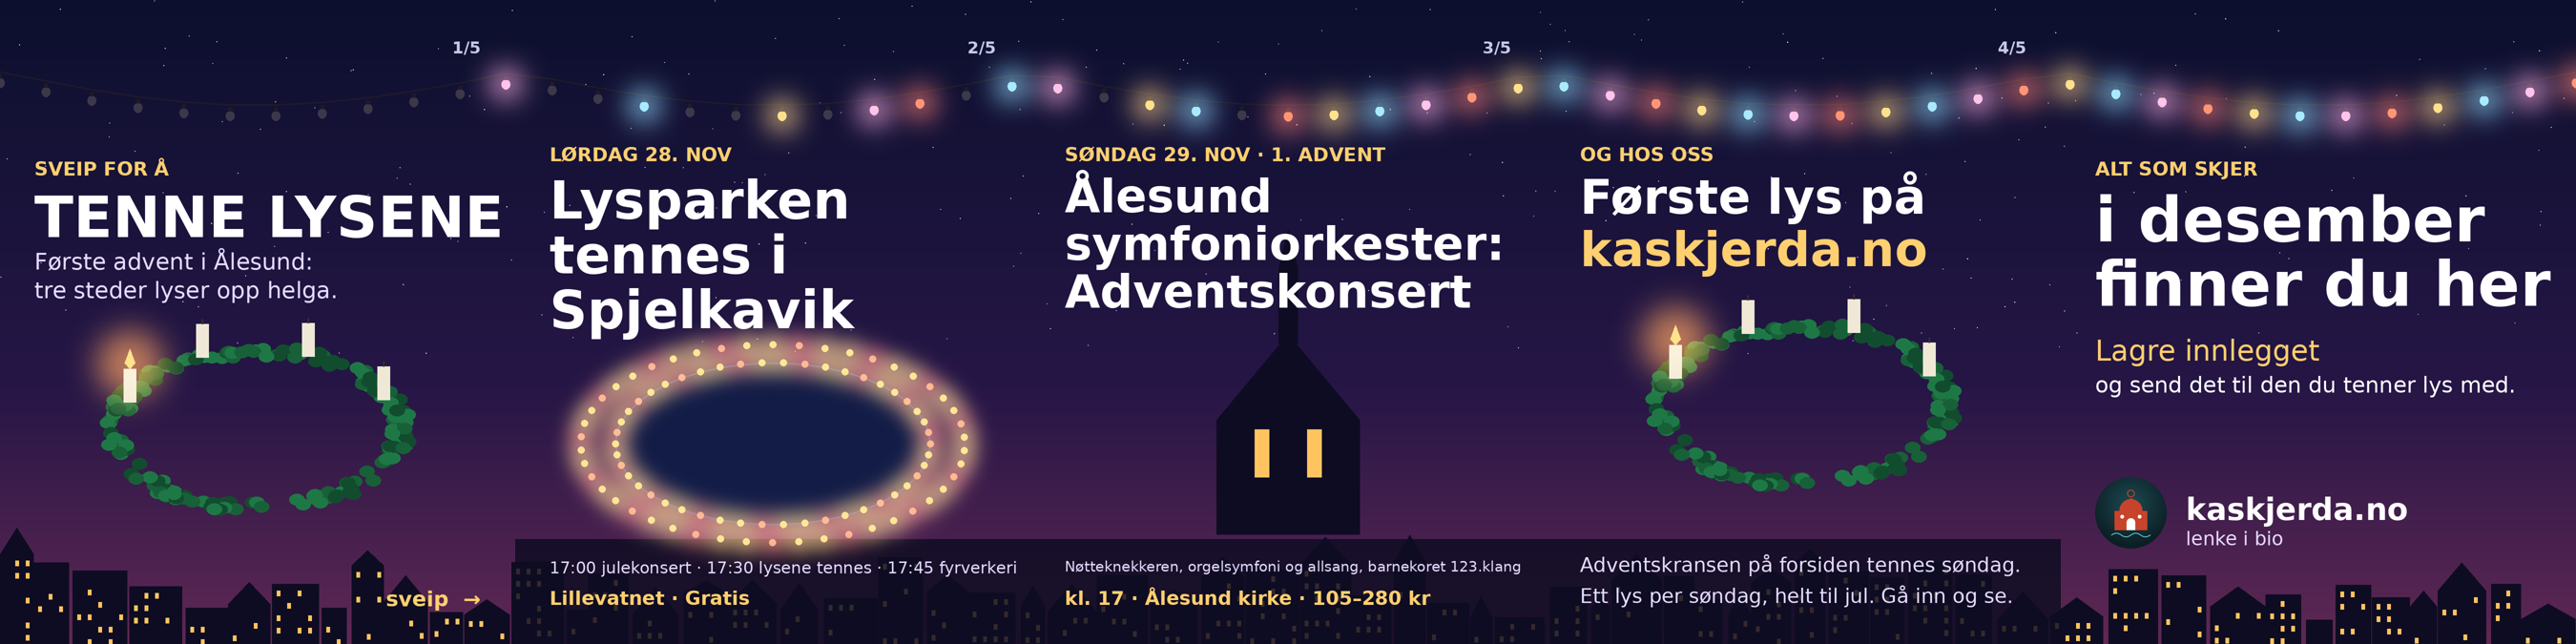 1/5
SVEIP FOR Å
TENNE LYSENE
Første advent i Ålesund:
tre steder lyser opp helga.
sveip →
2/5
LØRDAG 28. NOV
Lysparken
tennes i
Spjelkavik
17:00 julekonsert · 17:30 lysene tennes · 17:45 fyrverkeri
Lillevatnet · Gratis
3/5
SØNDAG 29. NOV · 1. ADVENT
Ålesund
symfoniorkester:
Adventskonsert
Nøtteknekkeren, orgelsymfoni og allsang, barnekoret 123.klang
kl. 17 · Ålesund kirke · 105–280 kr
4/5
OG HOS OSS
Første lys på
kaskjerda.no
Adventskransen på forsiden tennes søndag.
Ett lys per søndag, helt til jul. Gå inn og se.
ALT SOM SKJER
i desember
finner du her
Lagre innlegget
og send det til den du tenner lys med.
kaskjerda.no
lenke i bio